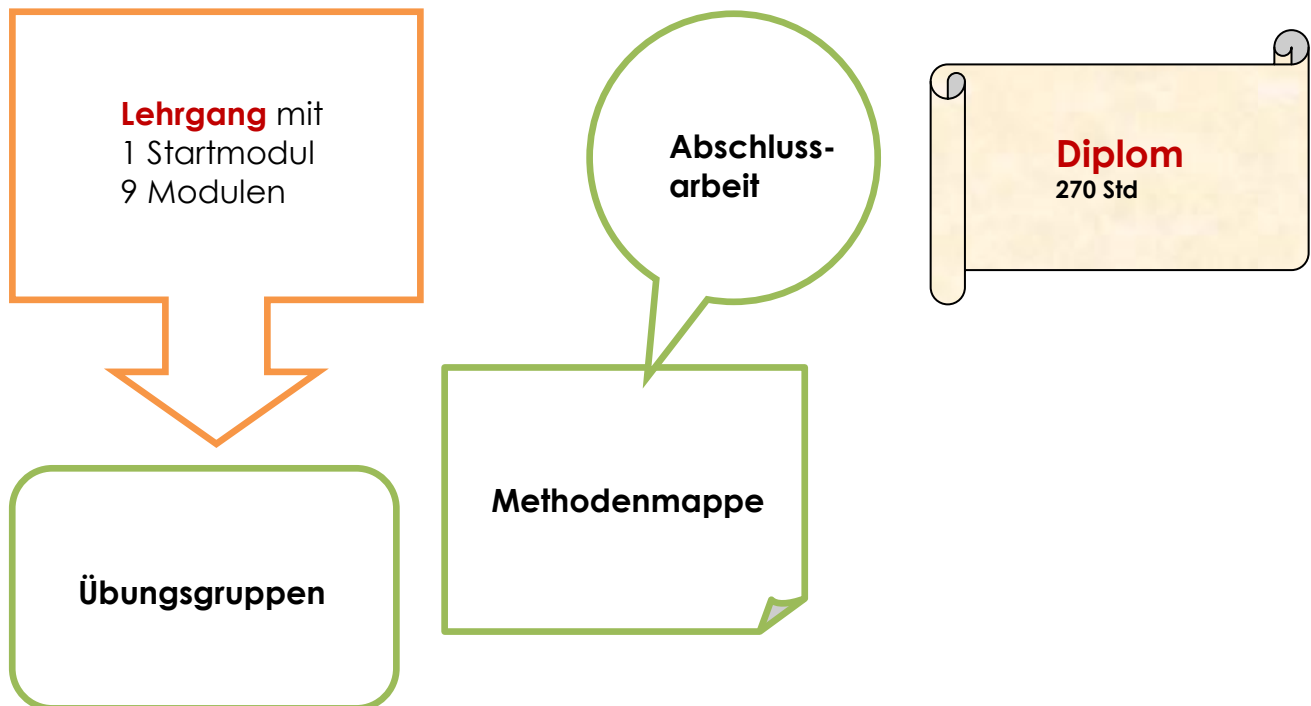 Lehrgang mit
1 Startmodul
9 Modulen
Abschluss-
arbeit
Diplom
270 Std
Methodenmappe
Übungsgruppen